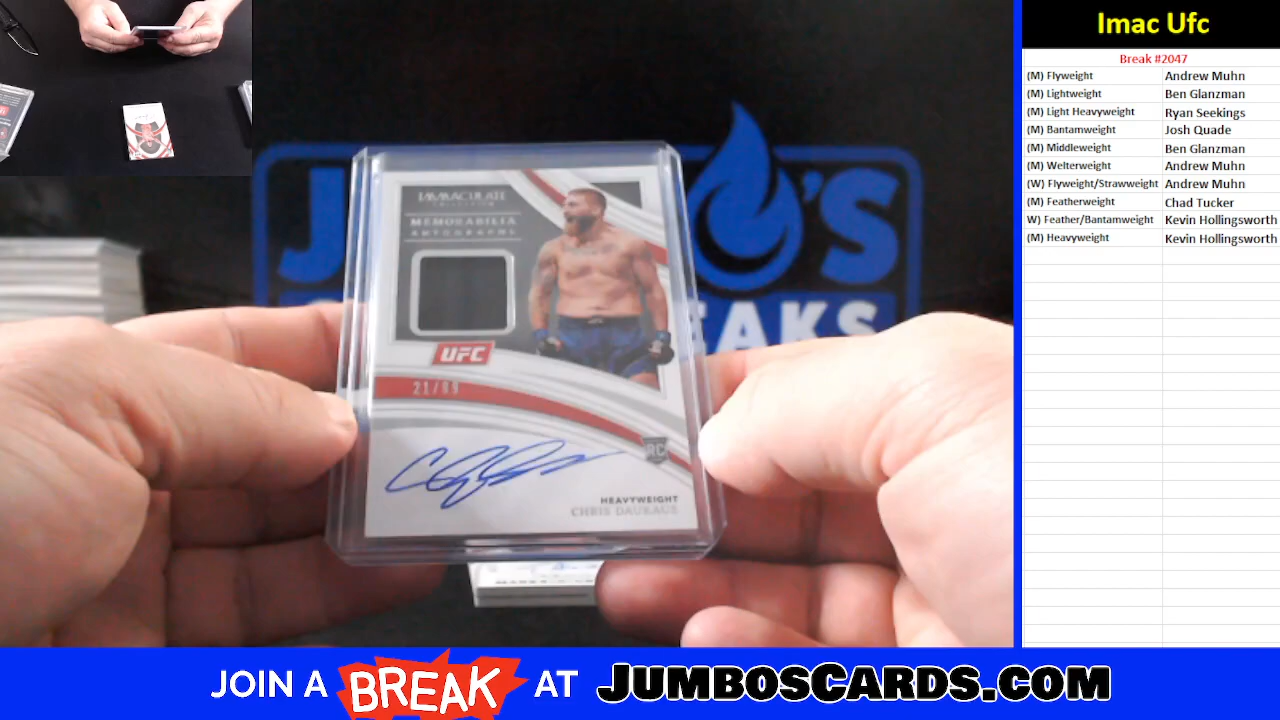 Imac Ufc
Break #2047
(M) Flyweight Andrew Muhn
(M) Lightweight Ben Glanzman
(M) Light Heavyweight Ryan Seekings
(M) Bantamweight Josh Quade
(M) Middleweight Ben Glanzman
(M) Welterweight Andrew Muhn
(W) Flyweight/Strawweight Andrew Muhn
(M) Featherweight Chad Tucker
W) Feather/Bantamweight Kevin Hollingsworth
(M) Heavyweight Kevin Hollingsworth
IMMACULATE
COLLECTION
MEMORABILIA
AUTOGRAPHS
UFC
21/99
RC
HEAVYWEIGHT
CHRIS DAUKAUS
JOIN A BREAK AT JUMBOSCARDS.COM